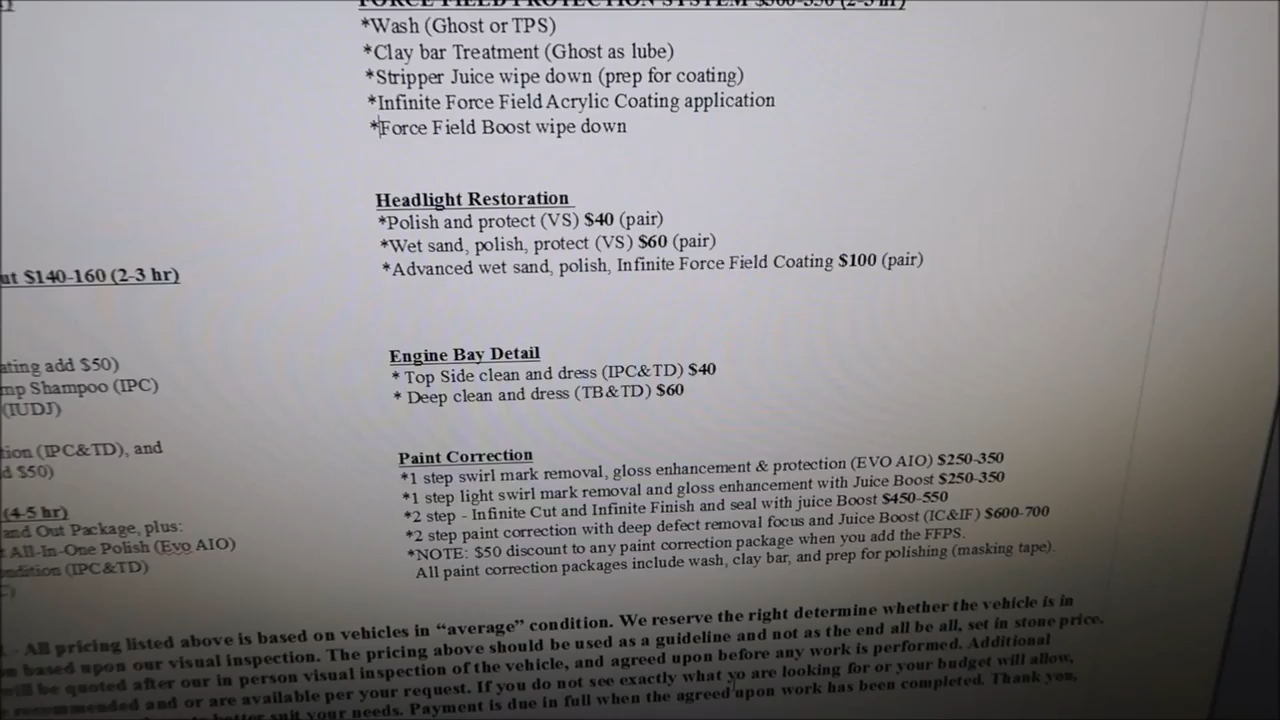 FORCE FIELD PROTECTION SYSTEM $300-350 (2-3 hr)
*Wash (Ghost or TPS)
*Clay bar Treatment (Ghost as lube)
*Stripper Juice wipe down (prep for coating)
*Infinite Force Field Acrylic Coating application
*Force Field Boost wipe down
Headlight Restoration
*Polish and protect (VS) $40 (pair)
*Wet sand, polish, protect (VS) $60 (pair)
*Advanced wet sand, polish, Infinite Force Field Coating $100 (pair)
ut $140-160 (2-3 hr)
ating add $50)
mp Shampoo (IPC)
(IUDJ)
tion (IPC&TD), and
d $50)
(4-5 hr)
and Out Package, plus:
All-In-One Polish (Evo AIO)
ndition (IPC&TD)
Engine Bay Detail
* Top Side clean and dress (IPC&TD) $40
* Deep clean and dress (TB&TD) $60
Paint Correction
*1 step swirl mark removal, gloss enhancement & protection (EVO AIO) $250-350
*1 step light swirl mark removal and gloss enhancement with Juice Boost $250-350
*2 step - Infinite Cut and Infinite Finish and seal with juice Boost $450-550
*2 step paint correction with deep defect removal focus and Juice Boost (IC&IF) $600-700
*NOTE: $50 discount to any paint correction package when you add the FFPS.
All paint correction packages include wash, clay bar, and prep for polishing (masking tape).
- All pricing listed above is based on vehicles in “average” condition. We reserve the right determine whether the vehicle is in
based upon our visual inspection. The pricing above should be used as a guideline and not as the end all be all, set in stone price.
will be quoted after our in person visual inspection of the vehicle, and agreed upon before any work is performed. Additional
recommended and or are available per your request. If you do not see exactly what yo are looking for or your budget will allow,
better suit your needs. Payment is due in full when the agreed upon work has been completed. Thank you,